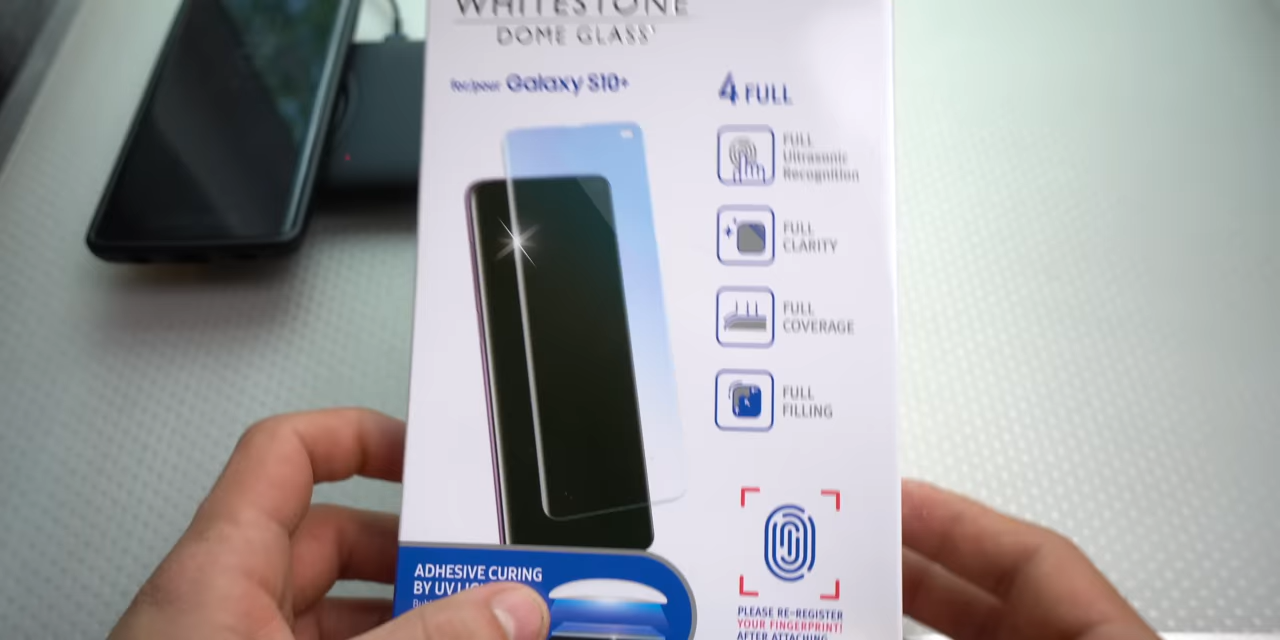 WHITESTONE
DOME GLASS
for/pour Galaxy S10+
4 FULL
FULL
Ultrasonic
Recognition
FULL
CLARITY
FULL
COVERAGE
FULL
FILLING
ADHESIVE CURING
BY UV
PLEASE RE-REGISTER
YOUR FINGERPRINT!
AFTER ATTACHING